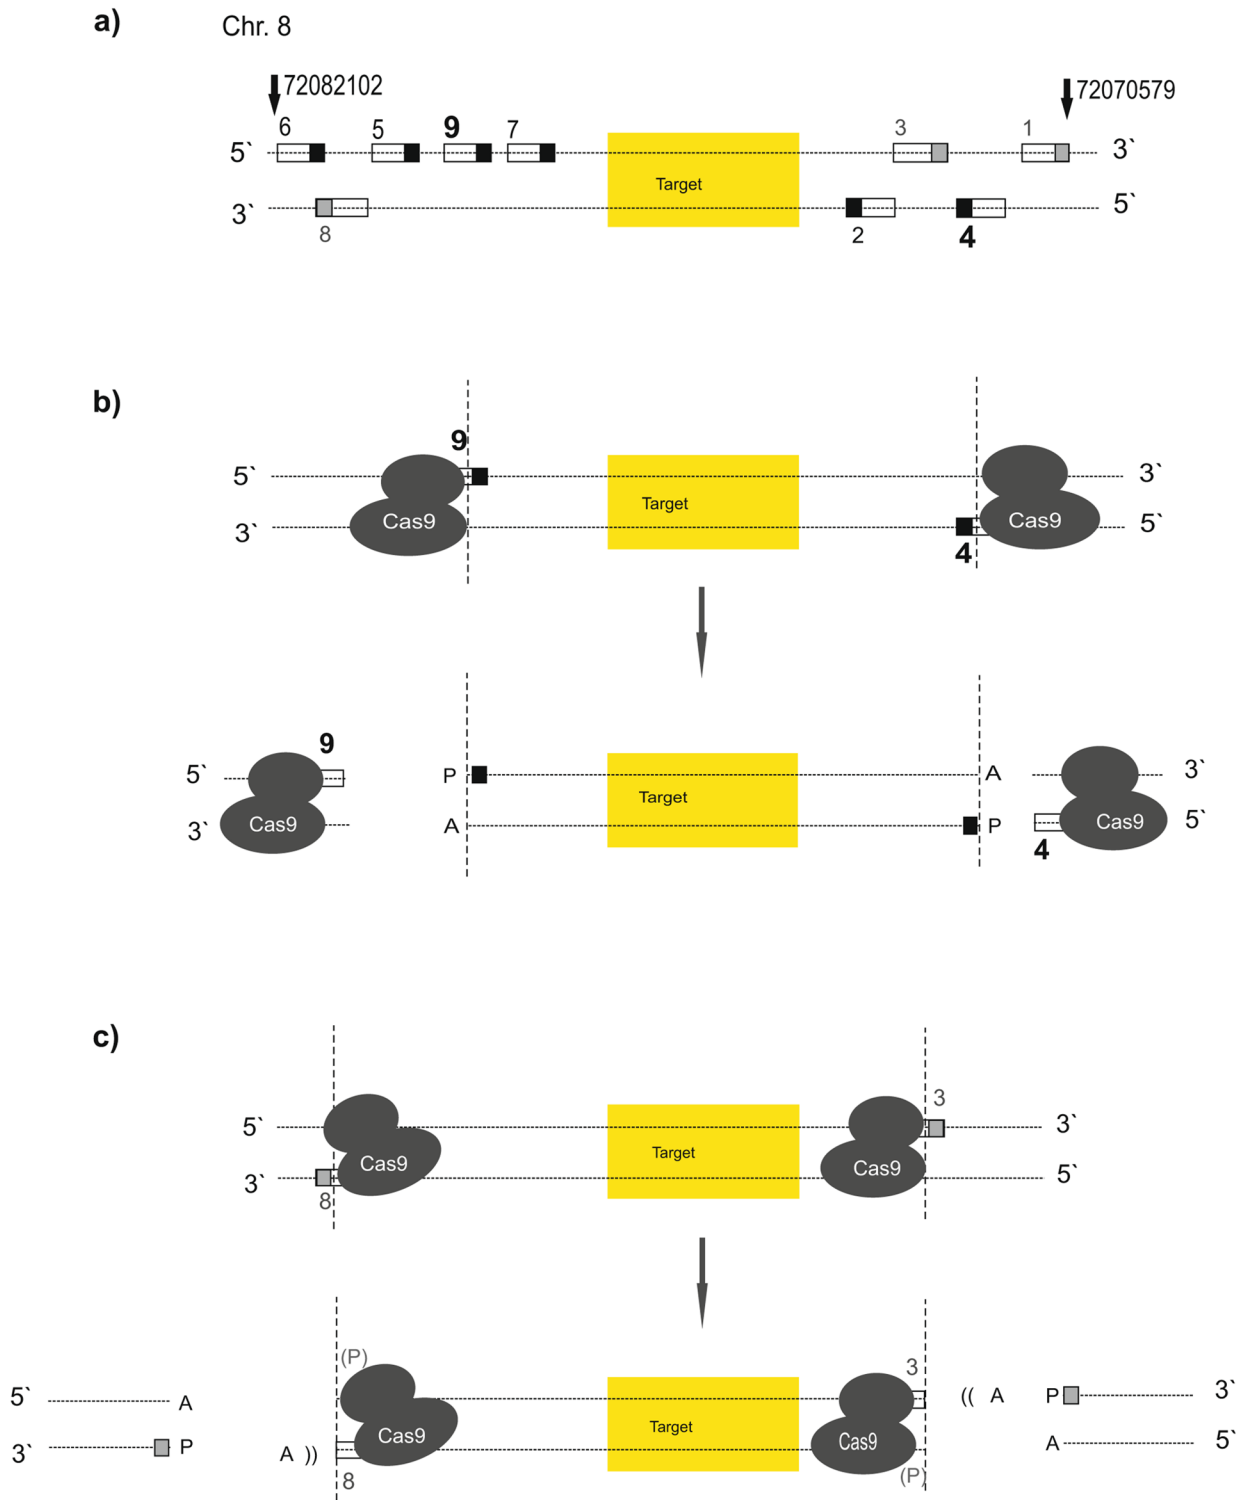 a) Chr. 8
72082102 72070579
6 5 9 7 3 1
5` 3`
Target
3` 5`
8 2 4
b)
9
5` 3`
Target
3` Cas9 Cas9 5`
4
9
5` P A 3`
Target
3` Cas9 A P Cas9 5`
4
c)
3
5` 3`
Target
Cas9 Cas9
3` 5`
8
(P) 3
5` A (( A P 3`
Target
3` P A )) Cas9 Cas9 A 5`
8 (P)